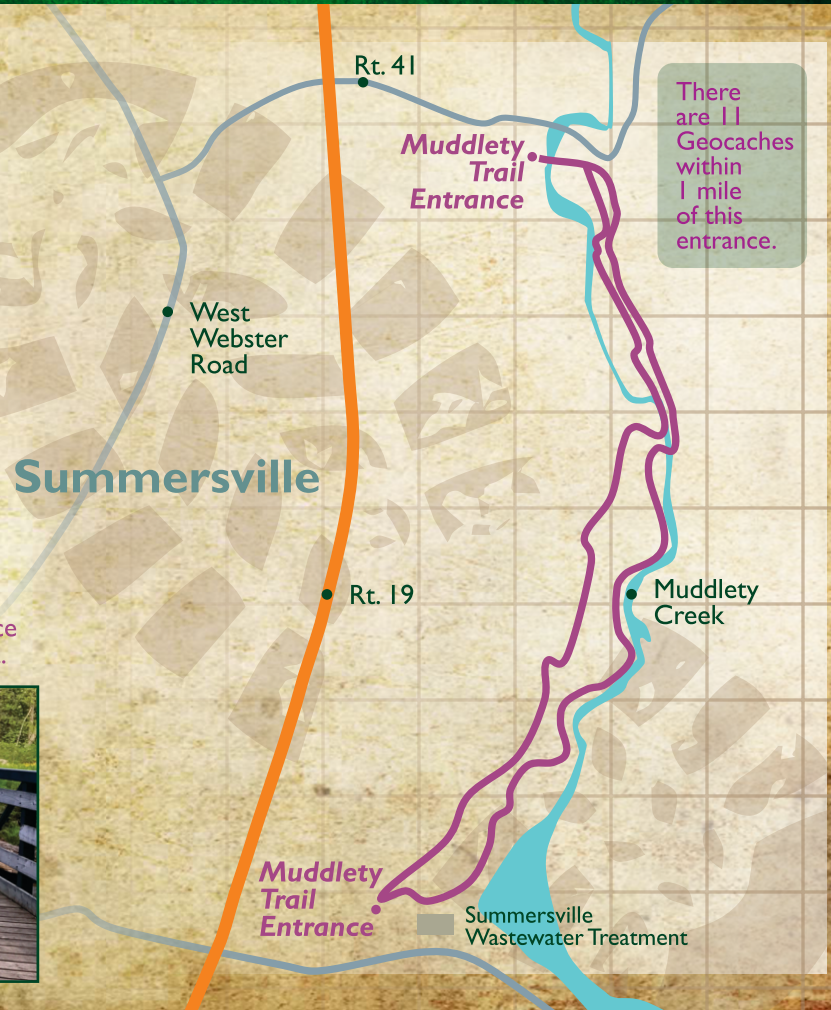 Rt. 41
Muddlety
Trail
Entrance
There
are 11
Geocaches
within
1 mile
of this
entrance.
West
Webster
Road
Summersville
Rt. 19
Muddlety
Creek
ce
.
Muddlety
Trail
Entrance
Summersville
Wastewater Treatment